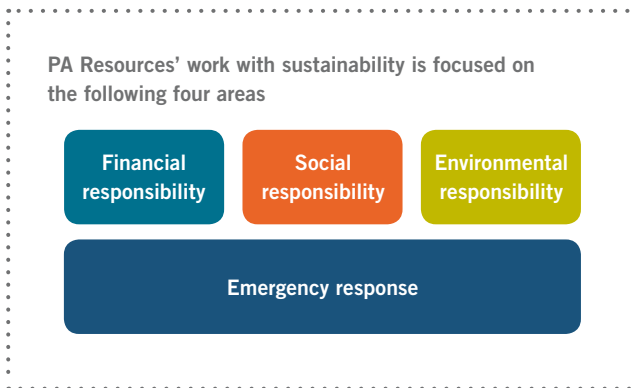 PA Resources’ work with sustainability is focused on
the following four areas
Financial
responsibility
Social
responsibility
Environmental
responsibility
Emergency response